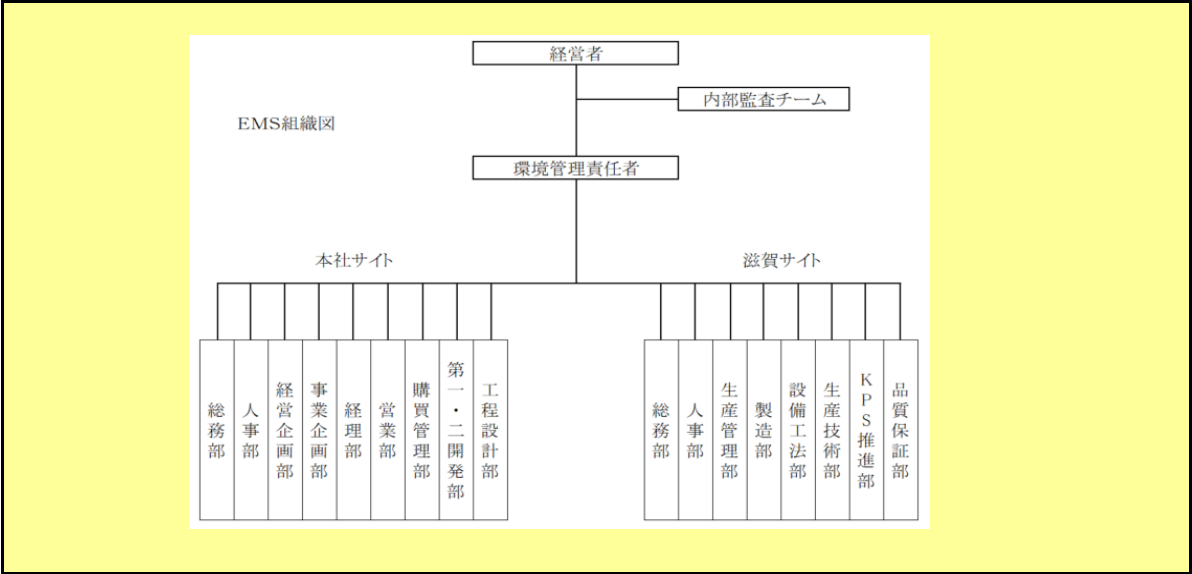 経営者
内部監査チーム
EMS組織図
環境管理責任者
本社サイト
滋賀サイト
総務部
人事部
経営企画部
事業企画部
経理部
営業部
購買管理部
第一・二開発部
工程設計部
総務部
人事部
生産管理部
製造部
設備工法部
生産技術部
KPS推進部
品質保証部